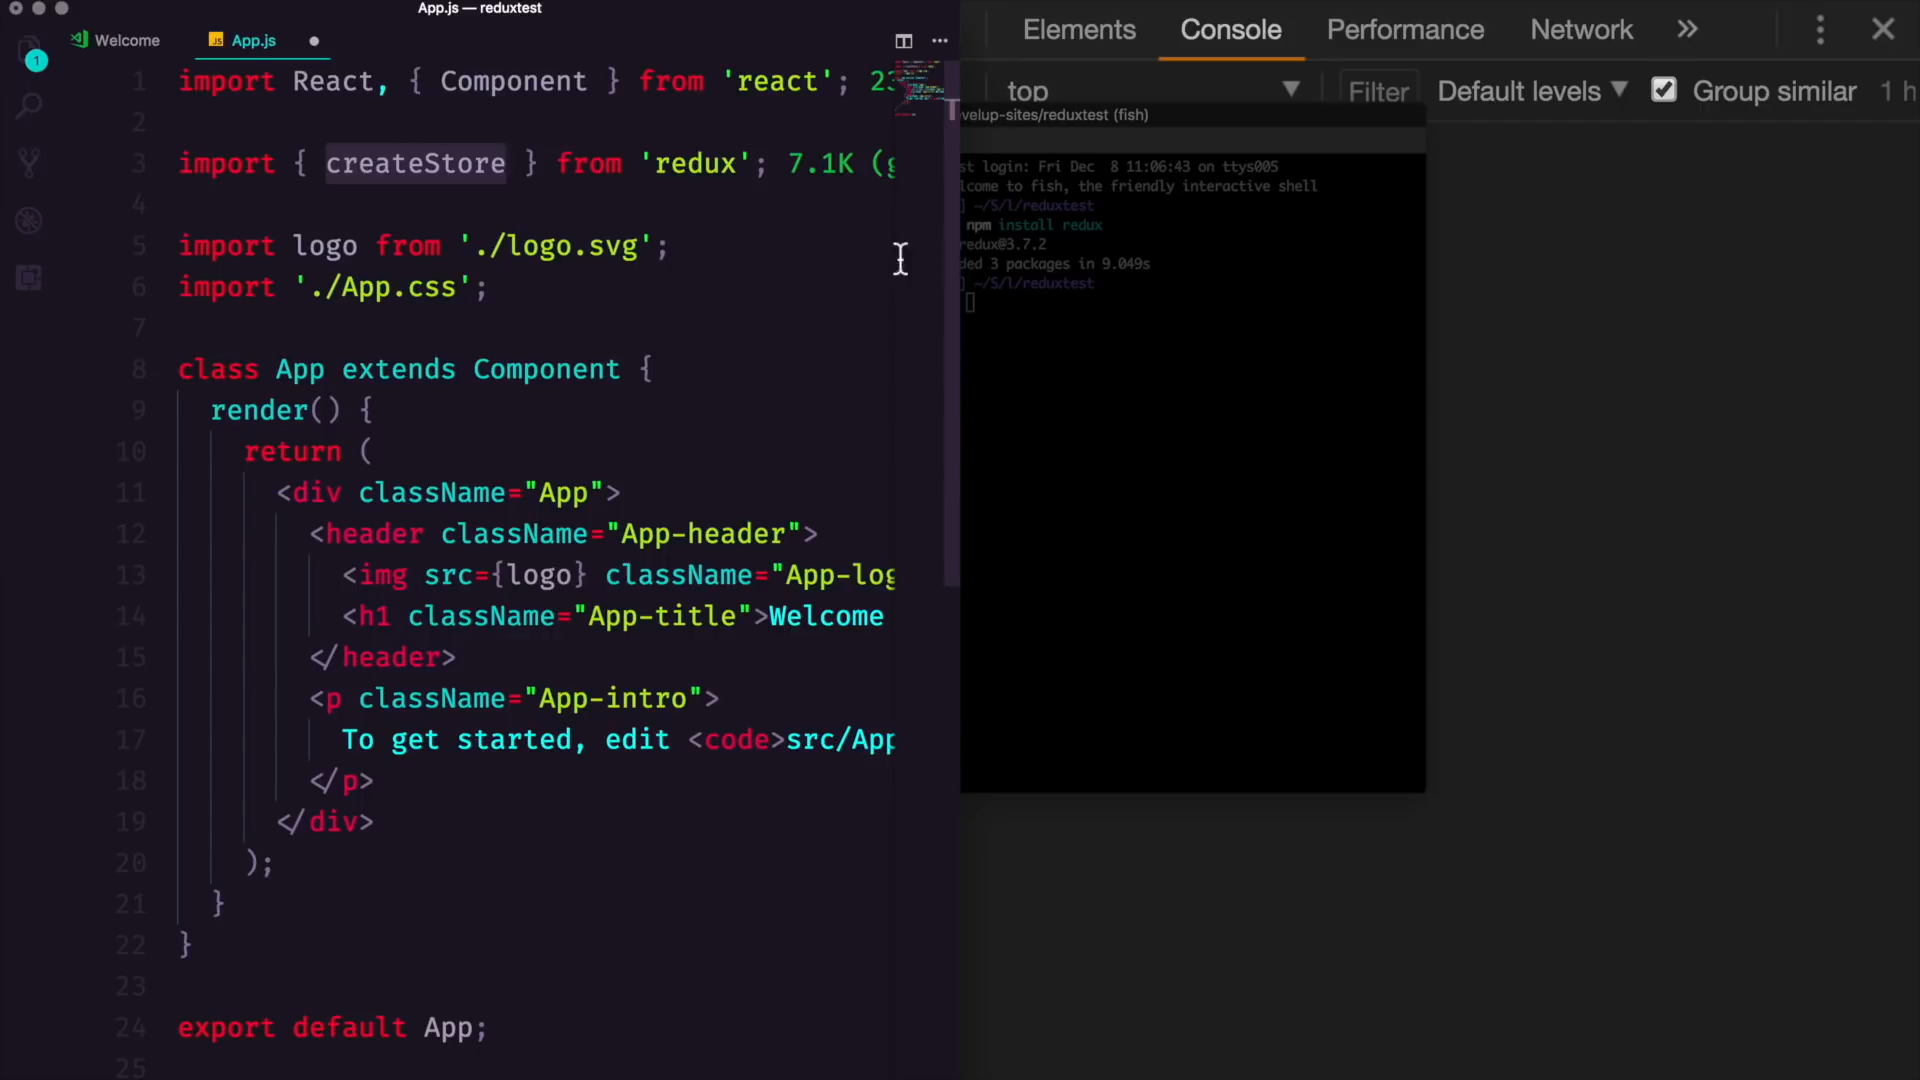 App.js — reduxtest
Welcome
JS App.js
1
1 import React, { Component } from 'react'; 23
2
3 import { createStore } from 'redux'; 7.1K (g
4
5 import logo from './logo.svg';
6 import './App.css';
7
8 class App extends Component {
9 render() {
10 return (
11 <div className="App">
12 <header className="App-header">
13 <img src={logo} className="App-log
14 <h1 className="App-title">Welcome
15 </header>
16 <p className="App-intro">
17 To get started, edit <code>src/App
18 </p>
19 </div>
20 );
21 }
22 }
23
24 export default App;
25
Elements Console Performance Network »
top ▼ Filter Default levels ▼ Group similar 1 h
velup-sites/reduxtest (fish)
st login: Fri Dec 8 11:06:43 on ttys005
lcome to fish, the friendly interactive shell
] ~/S/l/reduxtest
npm install redux
redux@3.7.2
ded 3 packages in 9.049s
] ~/S/l/reduxtest